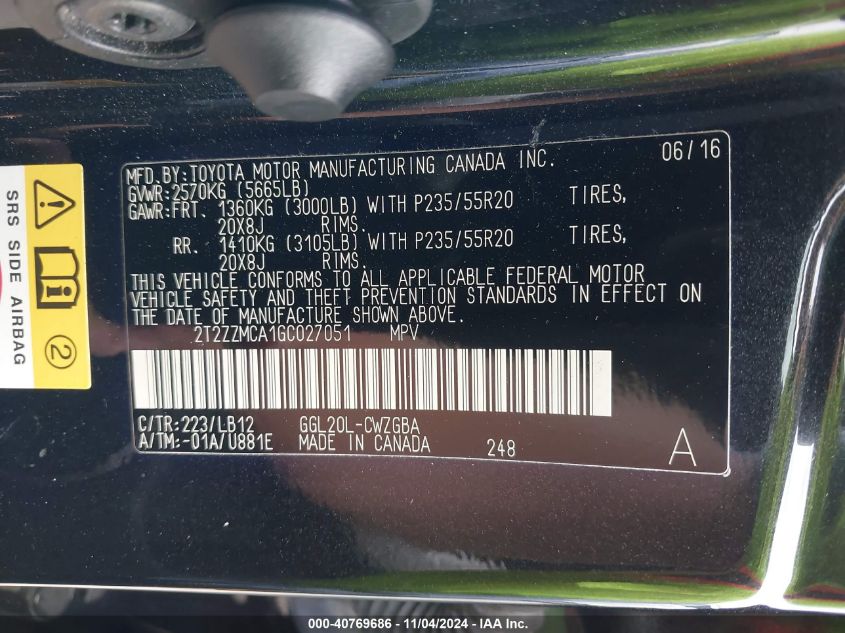 MFD.BY:TOYOTA MOTOR MANUFACTURING CANADA INC. 06/16
GVWR:2570KG (5665LB)
GAWR:FRT. 1360KG (3000LB) WITH P235/55R20 TIRES,
20X8J RIMS.
RR. 1410KG (3105LB) WITH P235/55R20 TIRES,
20X8J RIMS.
THIS VEHICLE CONFORMS TO ALL APPLICABLE FEDERAL MOTOR
VEHICLE SAFETY AND THEFT PREVENTION STANDARDS IN EFFECT ON
THE DATE OF MANUFACTURE SHOWN ABOVE.
2T2ZZMCA1GC027051 MPV
C/TR:223/LB12 GGL20L-CWZGBA
A/TM:-01A/U881E MADE IN CANADA 248 A
SRS SIDE AIRBAG
2
000-40769686 - 11/04/2024 - IAA Inc.